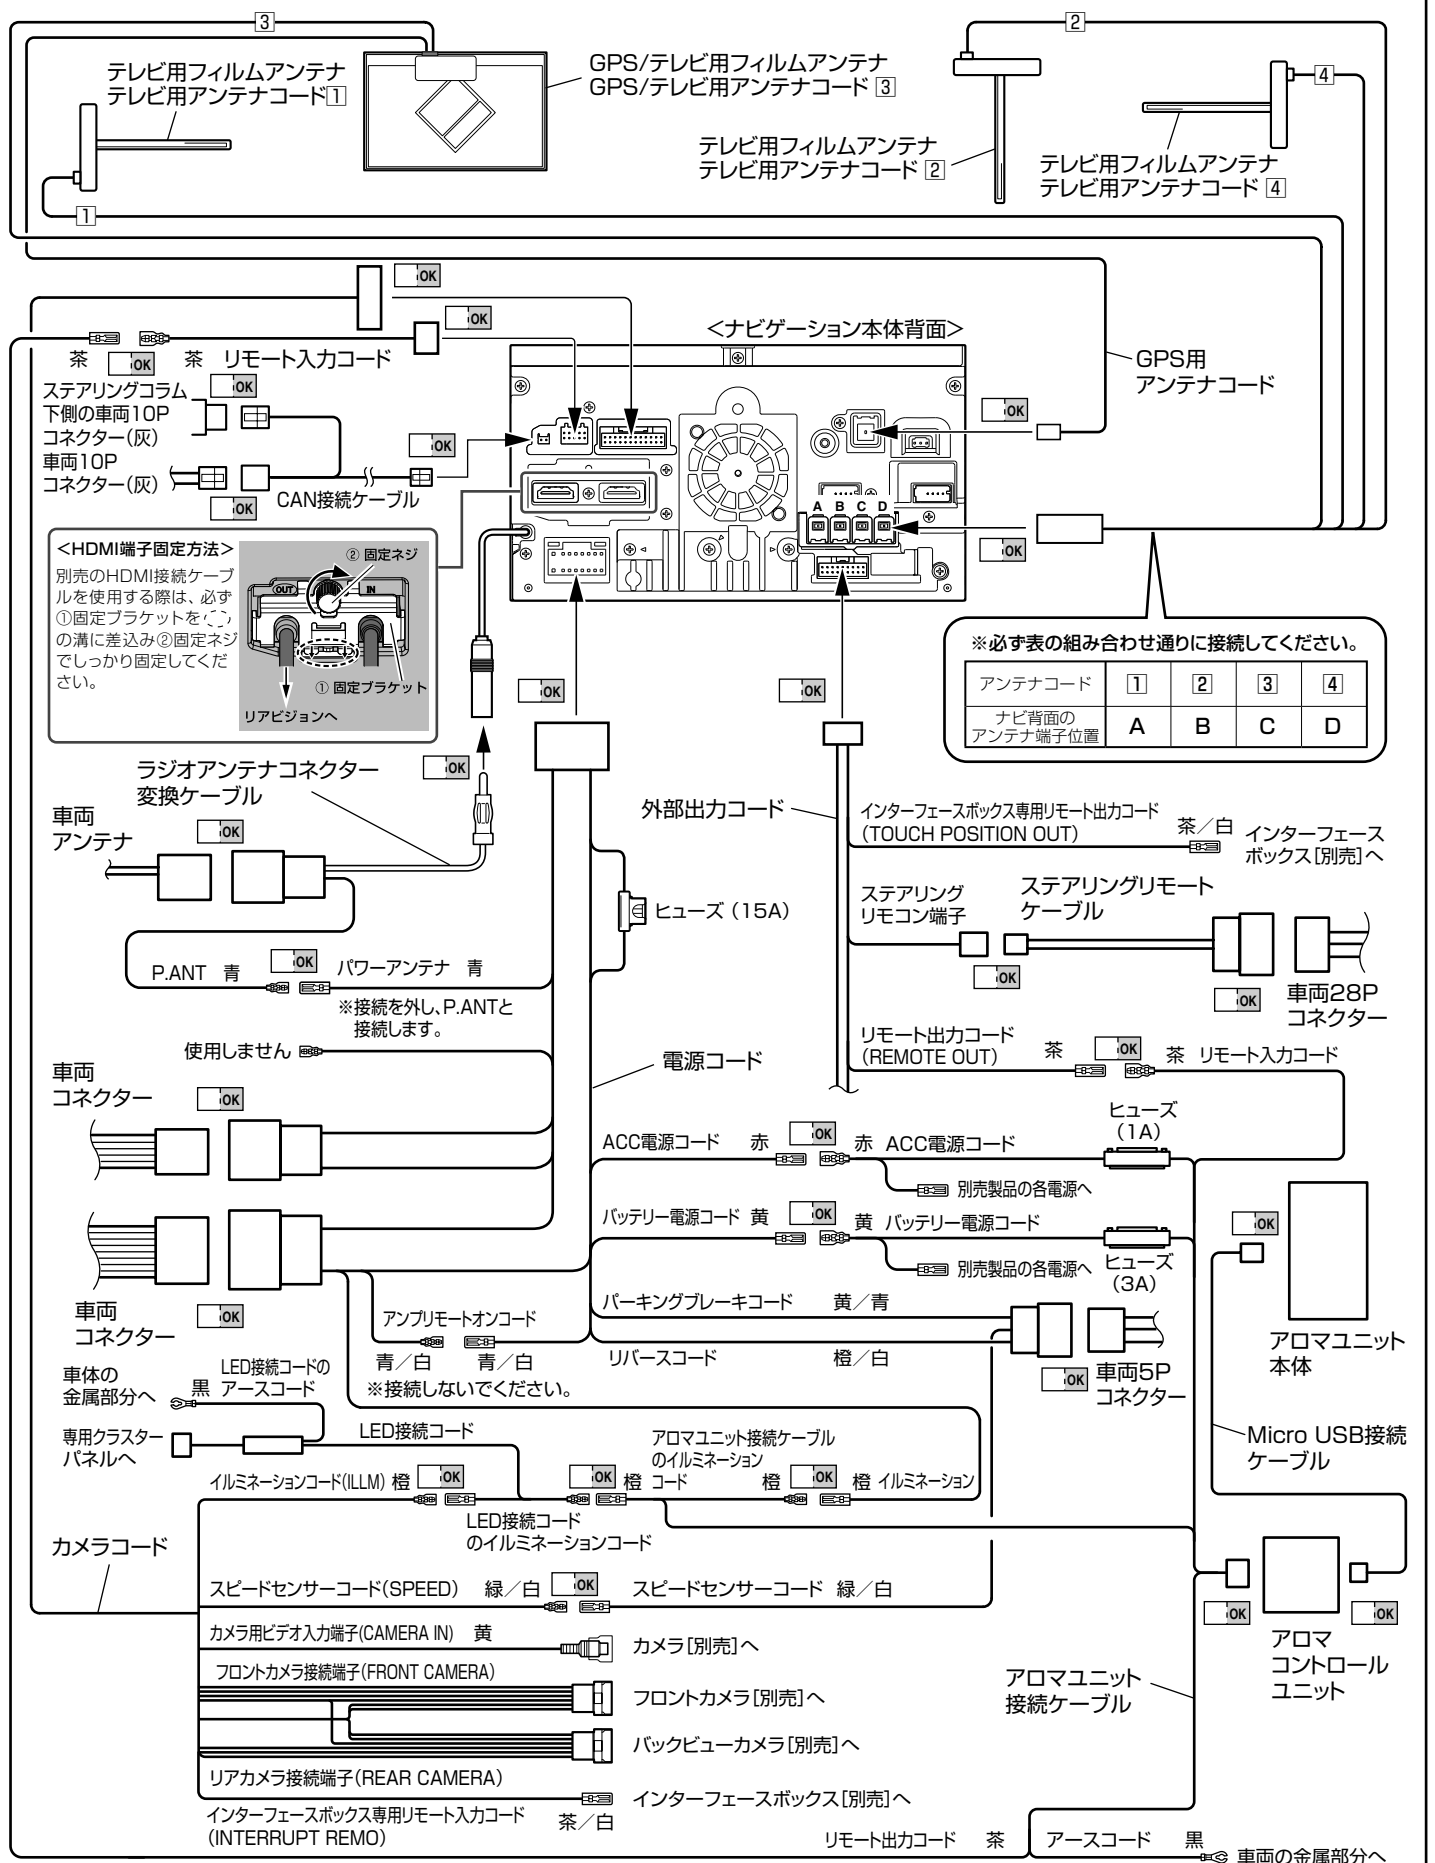 3
2
テレビ用フィルムアンテナ
テレビ用アンテナコード1
GPS/テレビ用フィルムアンテナ
GPS/テレビ用アンテナコード 3
4
テレビ用フィルムアンテナ
テレビ用アンテナコード 2
テレビ用フィルムアンテナ
テレビ用アンテナコード 4
1
OK
OK
<ナビゲーション本体背面>
茶
OK
茶 リモート入力コード
GPS用
アンテナコード
ステアリングコラム
下側の車両10P
コネクター(灰)
OK
OK
OK
車両10P
コネクター(灰)
OK
CAN接続ケーブル
A B C D
OK
<HDMI端子固定方法>
別売のHDMI接続ケーブ
ルを使用する際は、必ず
①固定ブラケットを
の溝に差込み②固定ネジ
でしっかり固定してくだ
さい。
② 固定ネジ
OUT
IN
① 固定ブラケット
リアビジョンへ
※必ず表の組み合わせ通りに接続してください。
アンテナコード 1 2 3 4
ナビ背面の
アンテナ端子位置 A B C D
OK
OK
ラジオアンテナコネクター
変換ケーブル
OK
車両
アンテナ
OK
外部出力コード
インターフェースボックス専用リモート出力コード
(TOUCH POSITION OUT)
茶/白
インターフェース
ボックス[別売]へ
ヒューズ(15A)
ステアリング
リモコン端子
ステアリングリモート
ケーブル
OK
OK
車両28P
コネクター
P.ANT 青
OK
パワーアンテナ 青
※接続を外し、P.ANTと
接続します。
使用しません
電源コード
リモート出力コード
(REMOTE OUT)
茶
OK
茶 リモート入力コード
車両
コネクター
OK
ACC電源コード 赤
OK
赤 ACC電源コード
ヒューズ
(1A)
別売製品の各電源へ
バッテリー電源コード 黄
OK
黄 バッテリー電源コード
ヒューズ
(3A)
別売製品の各電源へ
OK
アロマユニット
本体
車両
コネクター
OK
パーキングブレーキコード 黄/青
リバースコード 橙/白
OK
車両5P
コネクター
アンプリモートオンコード
青/白
青/白
※接続しないでください。
車体の
金属部分へ
黒
LED接続コードの
アースコード
専用クラスター
パネルへ
LED接続コード
アロマユニット接続ケーブル
のイルミネーション
コード
Micro USB接続
ケーブル
イルミネーションコード(ILLM) 橙
OK
OK
橙
橙
OK
橙 イルミネーション
LED接続コード
のイルミネーションコード
カメラコード
スピードセンサーコード(SPEED) 緑/白
OK
スピードセンサーコード 緑/白
OK
OK
アロマ
コントロール
ユニット
カメラ用ビデオ入力端子(CAMERA IN) 黄
カメラ[別売]へ
フロントカメラ接続端子(FRONT CAMERA)
フロントカメラ[別売]へ
アロマユニット
接続ケーブル
バックビューカメラ[別売]へ
リアカメラ接続端子(REAR CAMERA)
インターフェースボックス専用リモート入力コード
(INTERRUPT REMO)
茶/白
インターフェースボックス[別売]へ
リモート出力コード 茶
アースコード 黒
車両の金属部分へ